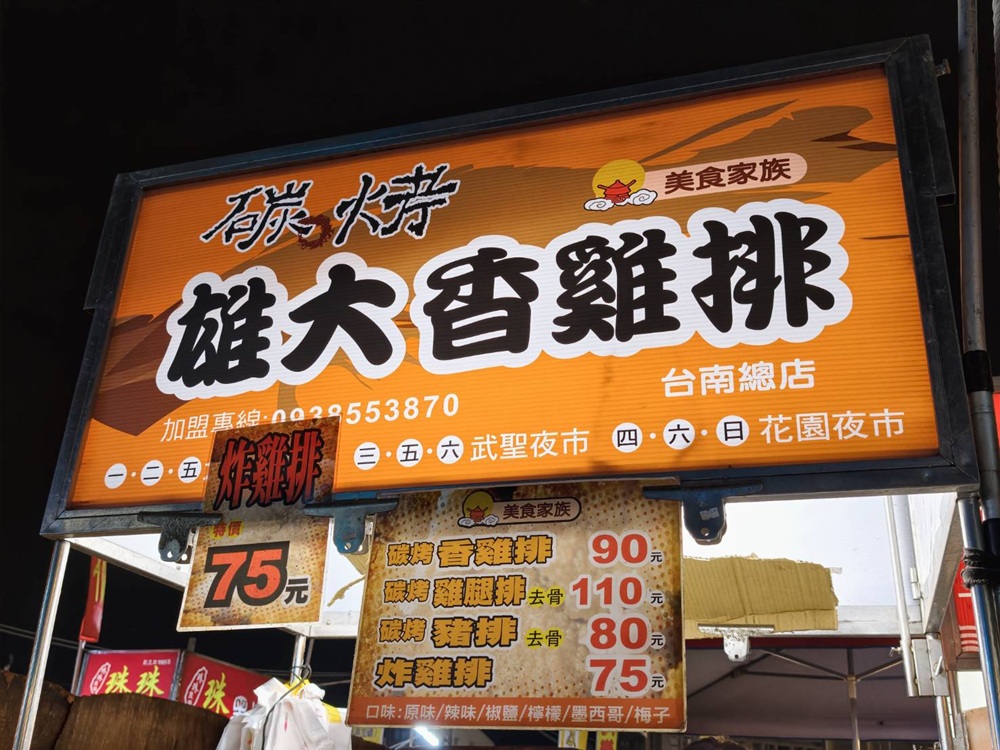 碳烤
美食家族
雄大香雞排
台南總店
加盟專線:0938553870
一·二·五
三·五·六 武聖夜市
四·六·日 花園夜市
炸雞排
特價
75元
美食家族
碳烤 香雞排 90元
碳烤 雞腿排 去骨 110元
碳烤 豬排 去骨 80元
炸雞排 75元
口味:原味/辣味/椒鹽/檸檬/墨西哥/梅子
珠珠
珠